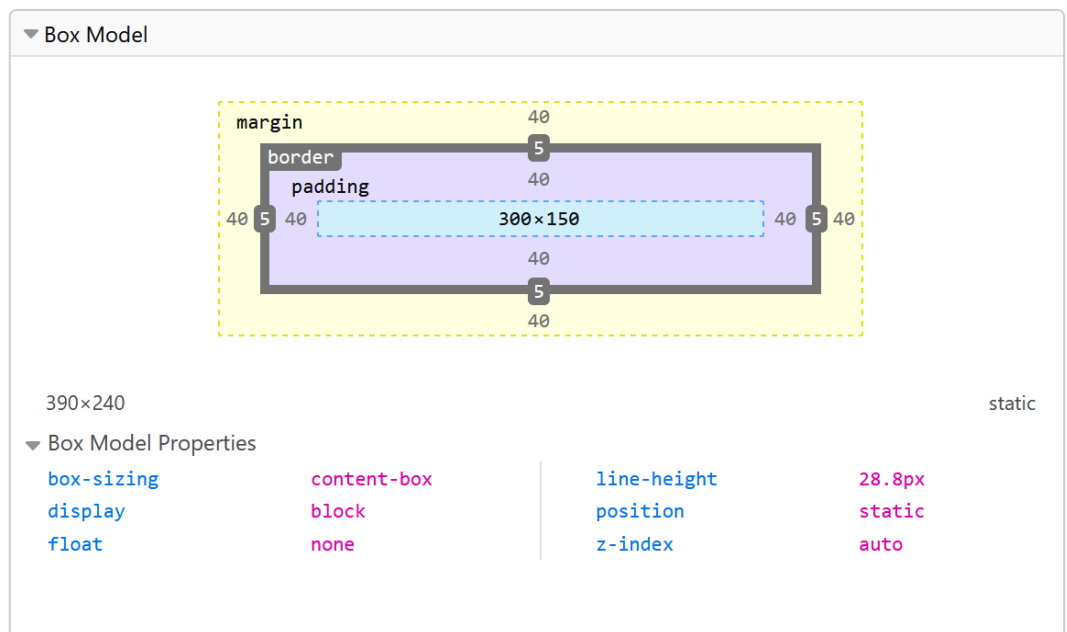 Box Model
margin
40
5
border
40
padding
40 5 40 300×150 40 5 40
40
5
40
390×240 static
Box Model Properties
box-sizing content-box line-height 28.8px
display block position static
float none z-index auto